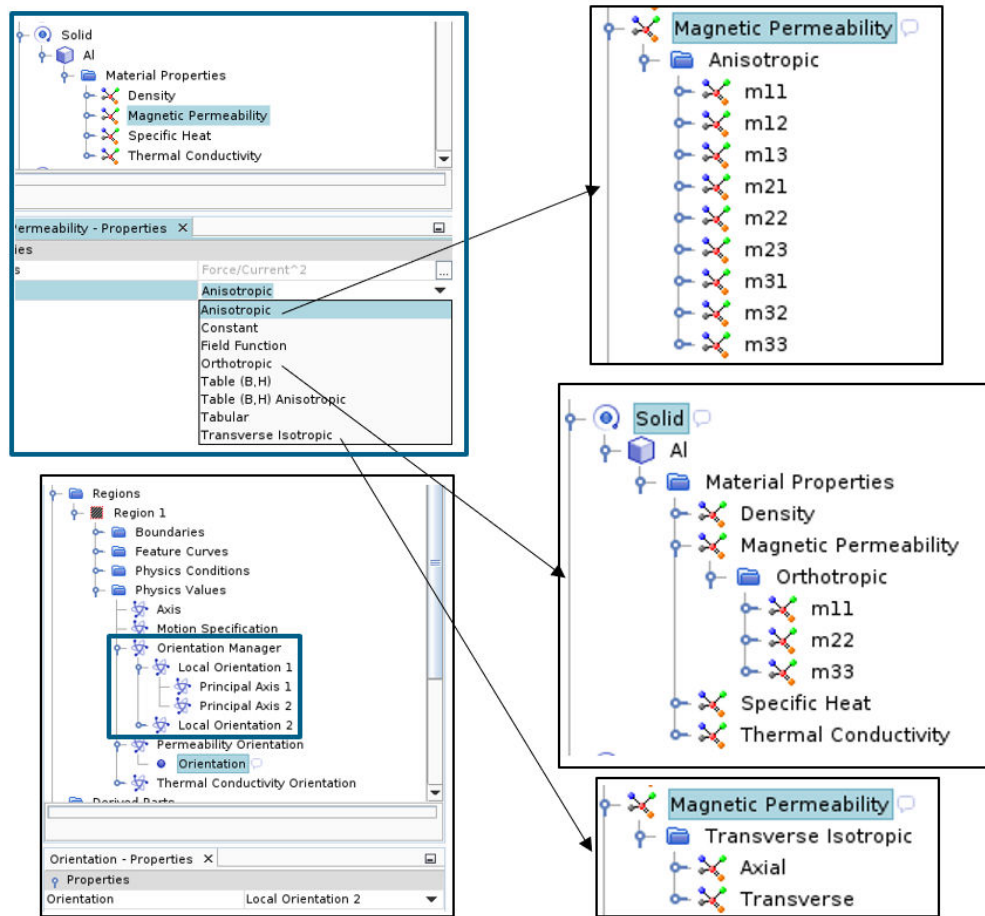 Solid
Al
Material Properties
Density
Magnetic Permeability
Specific Heat
Thermal Conductivity
ermeability - Properties ×
ies
s Force/Current^2 ...
Anisotropic
Anisotropic
Constant
Field Function
Orthotropic
Table (B,H)
Table (B,H) Anisotropic
Tabular
Transverse Isotropic
Regions
Region 1
Boundaries
Feature Curves
Physics Conditions
Physics Values
Axis
Motion Specification
Orientation Manager
Local Orientation 1
Principal Axis 1
Principal Axis 2
Local Orientation 2
Permeability Orientation
Orientation
Thermal Conductivity Orientation
Derived Parts
Orientation - Properties ×
Properties
Orientation Local Orientation 2
Magnetic Permeability
Anisotropic
m11
m12
m13
m21
m22
m23
m31
m32
m33
Solid
Al
Material Properties
Density
Magnetic Permeability
Orthotropic
m11
m22
m33
Specific Heat
Thermal Conductivity
Magnetic Permeability
Transverse Isotropic
Axial
Transverse